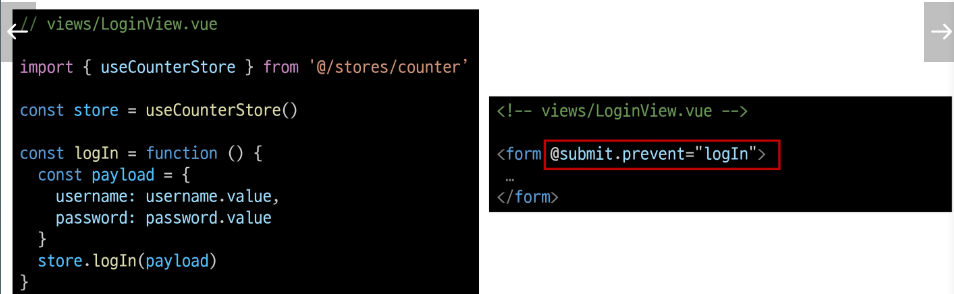 // views/LoginView.vue
import { useCounterStore } from '@/stores/counter’
const store = useCounterStore()
const logIn = function () {
  const payload = {
    username: username.value,
    password: password.value
  }
  store.logIn(payload)
}
<!-- views/LoginView.vue -->
<form @submit.prevent="logIn">
 …
</form>